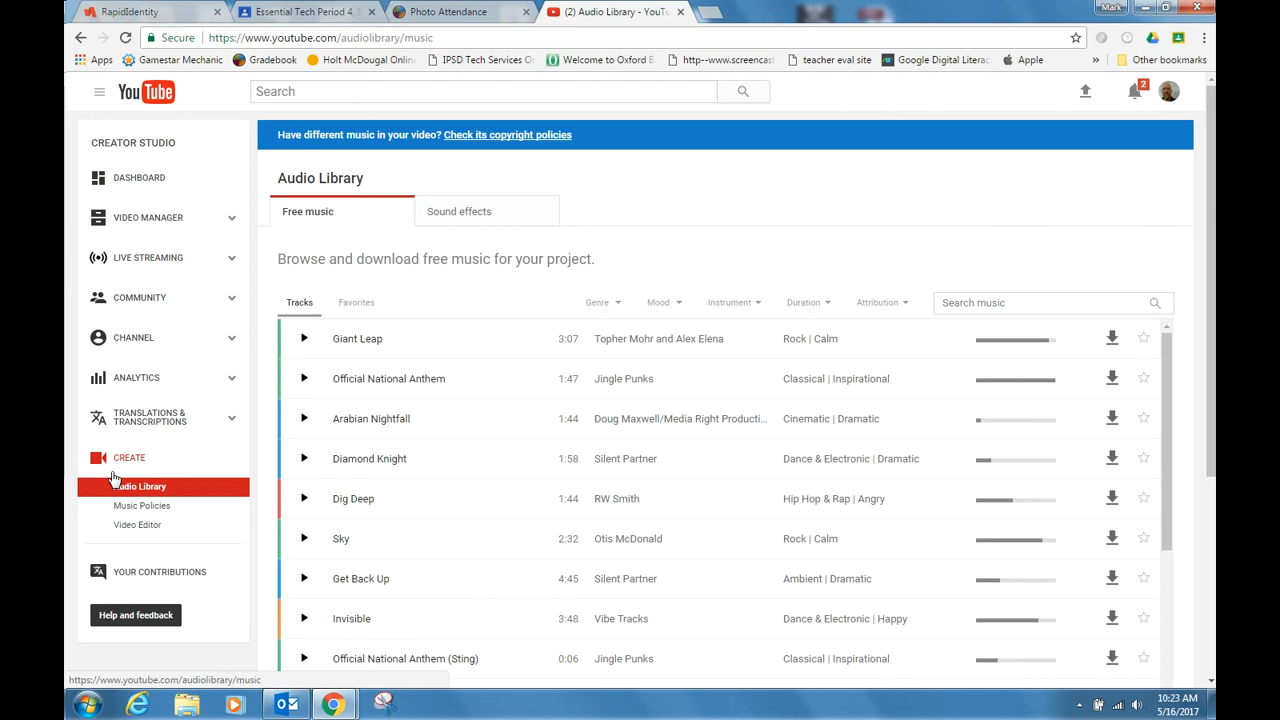 RapidIdentity
Essential Tech Period 4,
Photo Attendance
(2) Audio Library - YouTu
Mark
Secure
https://www.youtube.com/audiolibrary/music
Apps
Gamestar Mechanic
Gradebook
Holt McDougal Online
IPSD Tech Services O
Welcome to Oxford B
http--www.screencast
teacher eval site
Google Digital Literac
Apple
»
Other bookmarks
YouTube
Search
2
CREATOR STUDIO
DASHBOARD
VIDEO MANAGER
LIVE STREAMING
COMMUNITY
CHANNEL
ANALYTICS
TRANSLATIONS &
TRANSCRIPTIONS
CREATE
Audio Library
Music Policies
Video Editor
YOUR CONTRIBUTIONS
Help and feedback
Have different music in your video? Check its copyright policies
Audio Library
Free music
Sound effects
Browse and download free music for your project.
Tracks
Favorites
Genre
Mood
Instrument
Duration
Attribution
Search music
Giant Leap 3:07 Topher Mohr and Alex Elena Rock | Calm
Official National Anthem 1:47 Jingle Punks Classical | Inspirational
Arabian Nightfall 1:44 Doug Maxwell/Media Right Producti... Cinematic | Dramatic
Diamond Knight 1:58 Silent Partner Dance & Electronic | Dramatic
Dig Deep 1:44 RW Smith Hip Hop & Rap | Angry
Sky 2:32 Otis McDonald Rock | Calm
Get Back Up 4:45 Silent Partner Ambient | Dramatic
Invisible 3:48 Vibe Tracks Dance & Electronic | Happy
Official National Anthem (Sting) 0:06 Jingle Punks Classical | Inspirational
https://www.youtube.com/audiolibrary/music
10:23 AM
5/16/2017